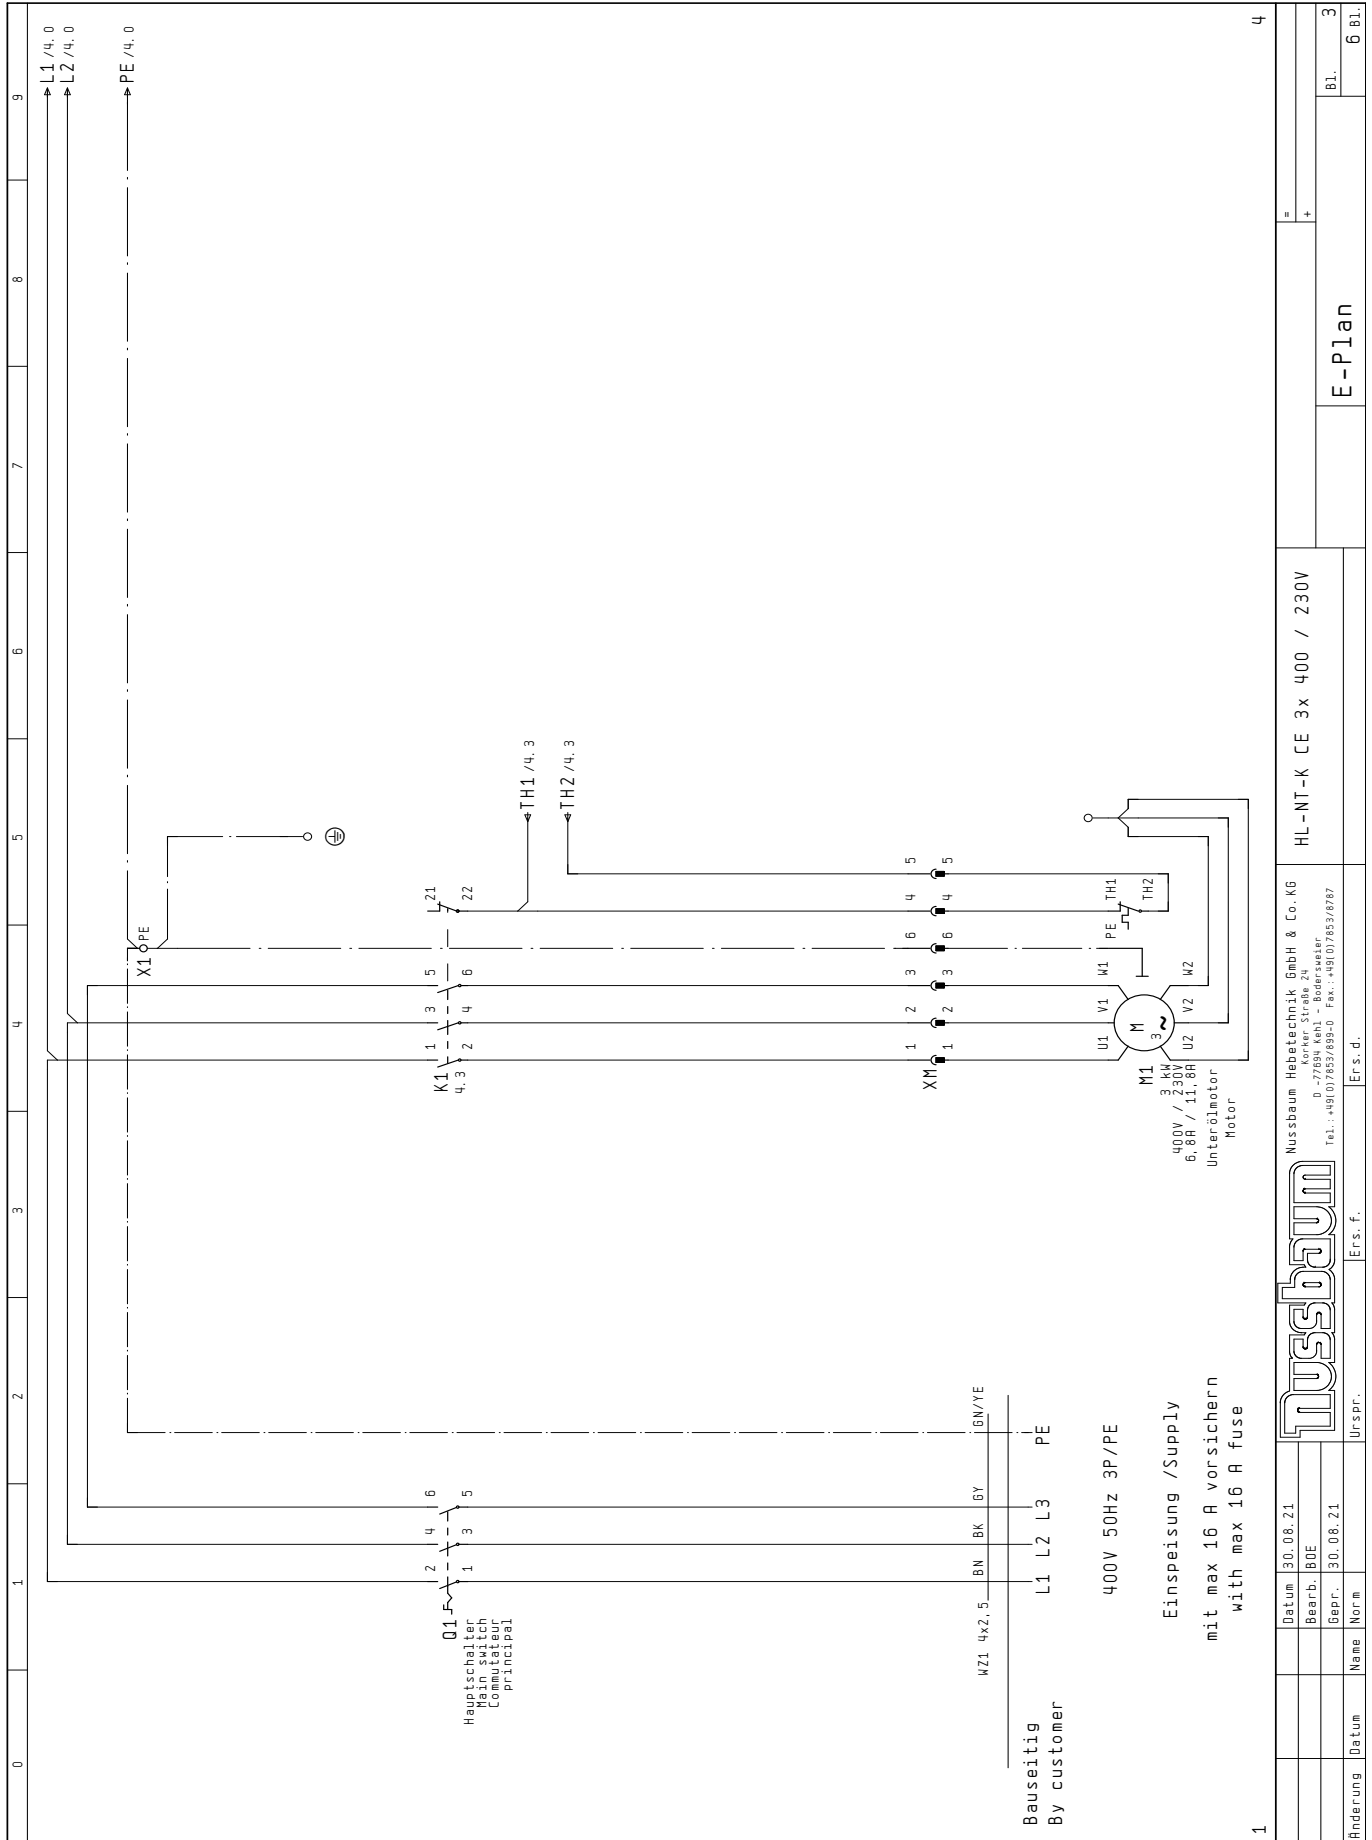 0 1 2 3 4 5 6 7 8 9
L1 /4.0
L2 /4.0
PE /4.0
X1 PE
Q1
Hauptschalter
Main switch
Commutateur
principal
2 4 6
1 3 5
K1
4.3
1 3 5 21
2 4 6 22
TH1 /4.3
TH2 /4.3
XM
1 2 3 6 4 5
1 2 3 6 4 5
WZ1 4x2,5 BN BK GY GN/YE
Bauseitig
By customer
L1 L2 L3 PE
400V 50Hz 3P/PE
Einspeisung /Supply
mit max 16 A vorsichern
with max 16 A fuse
U1 V1 W1 PE TH1
M1
M
3 ~
U2 V2 W2 TH2
3 kW
400V / 230V
6,8A / 11,8A
Unterölmotor
Motor
1
4
Änderung Datum Name Norm
Datum 30.08.21
Bearb. BOE
Gepr. 30.08.21
nussbaum
Urspr. Ers.f. Ers.d.
Nussbaum Hebetechnik GmbH & Co.KG
Korker Straße 24
D -77694 Kehl - Bodersweier
Tel.: +49(0)7853/899-0 Fax.: +49(0)7853/8787
HL-NT-K CE 3x 400 / 230V
E-Plan
=
+
Bl. 3
6 Bl.